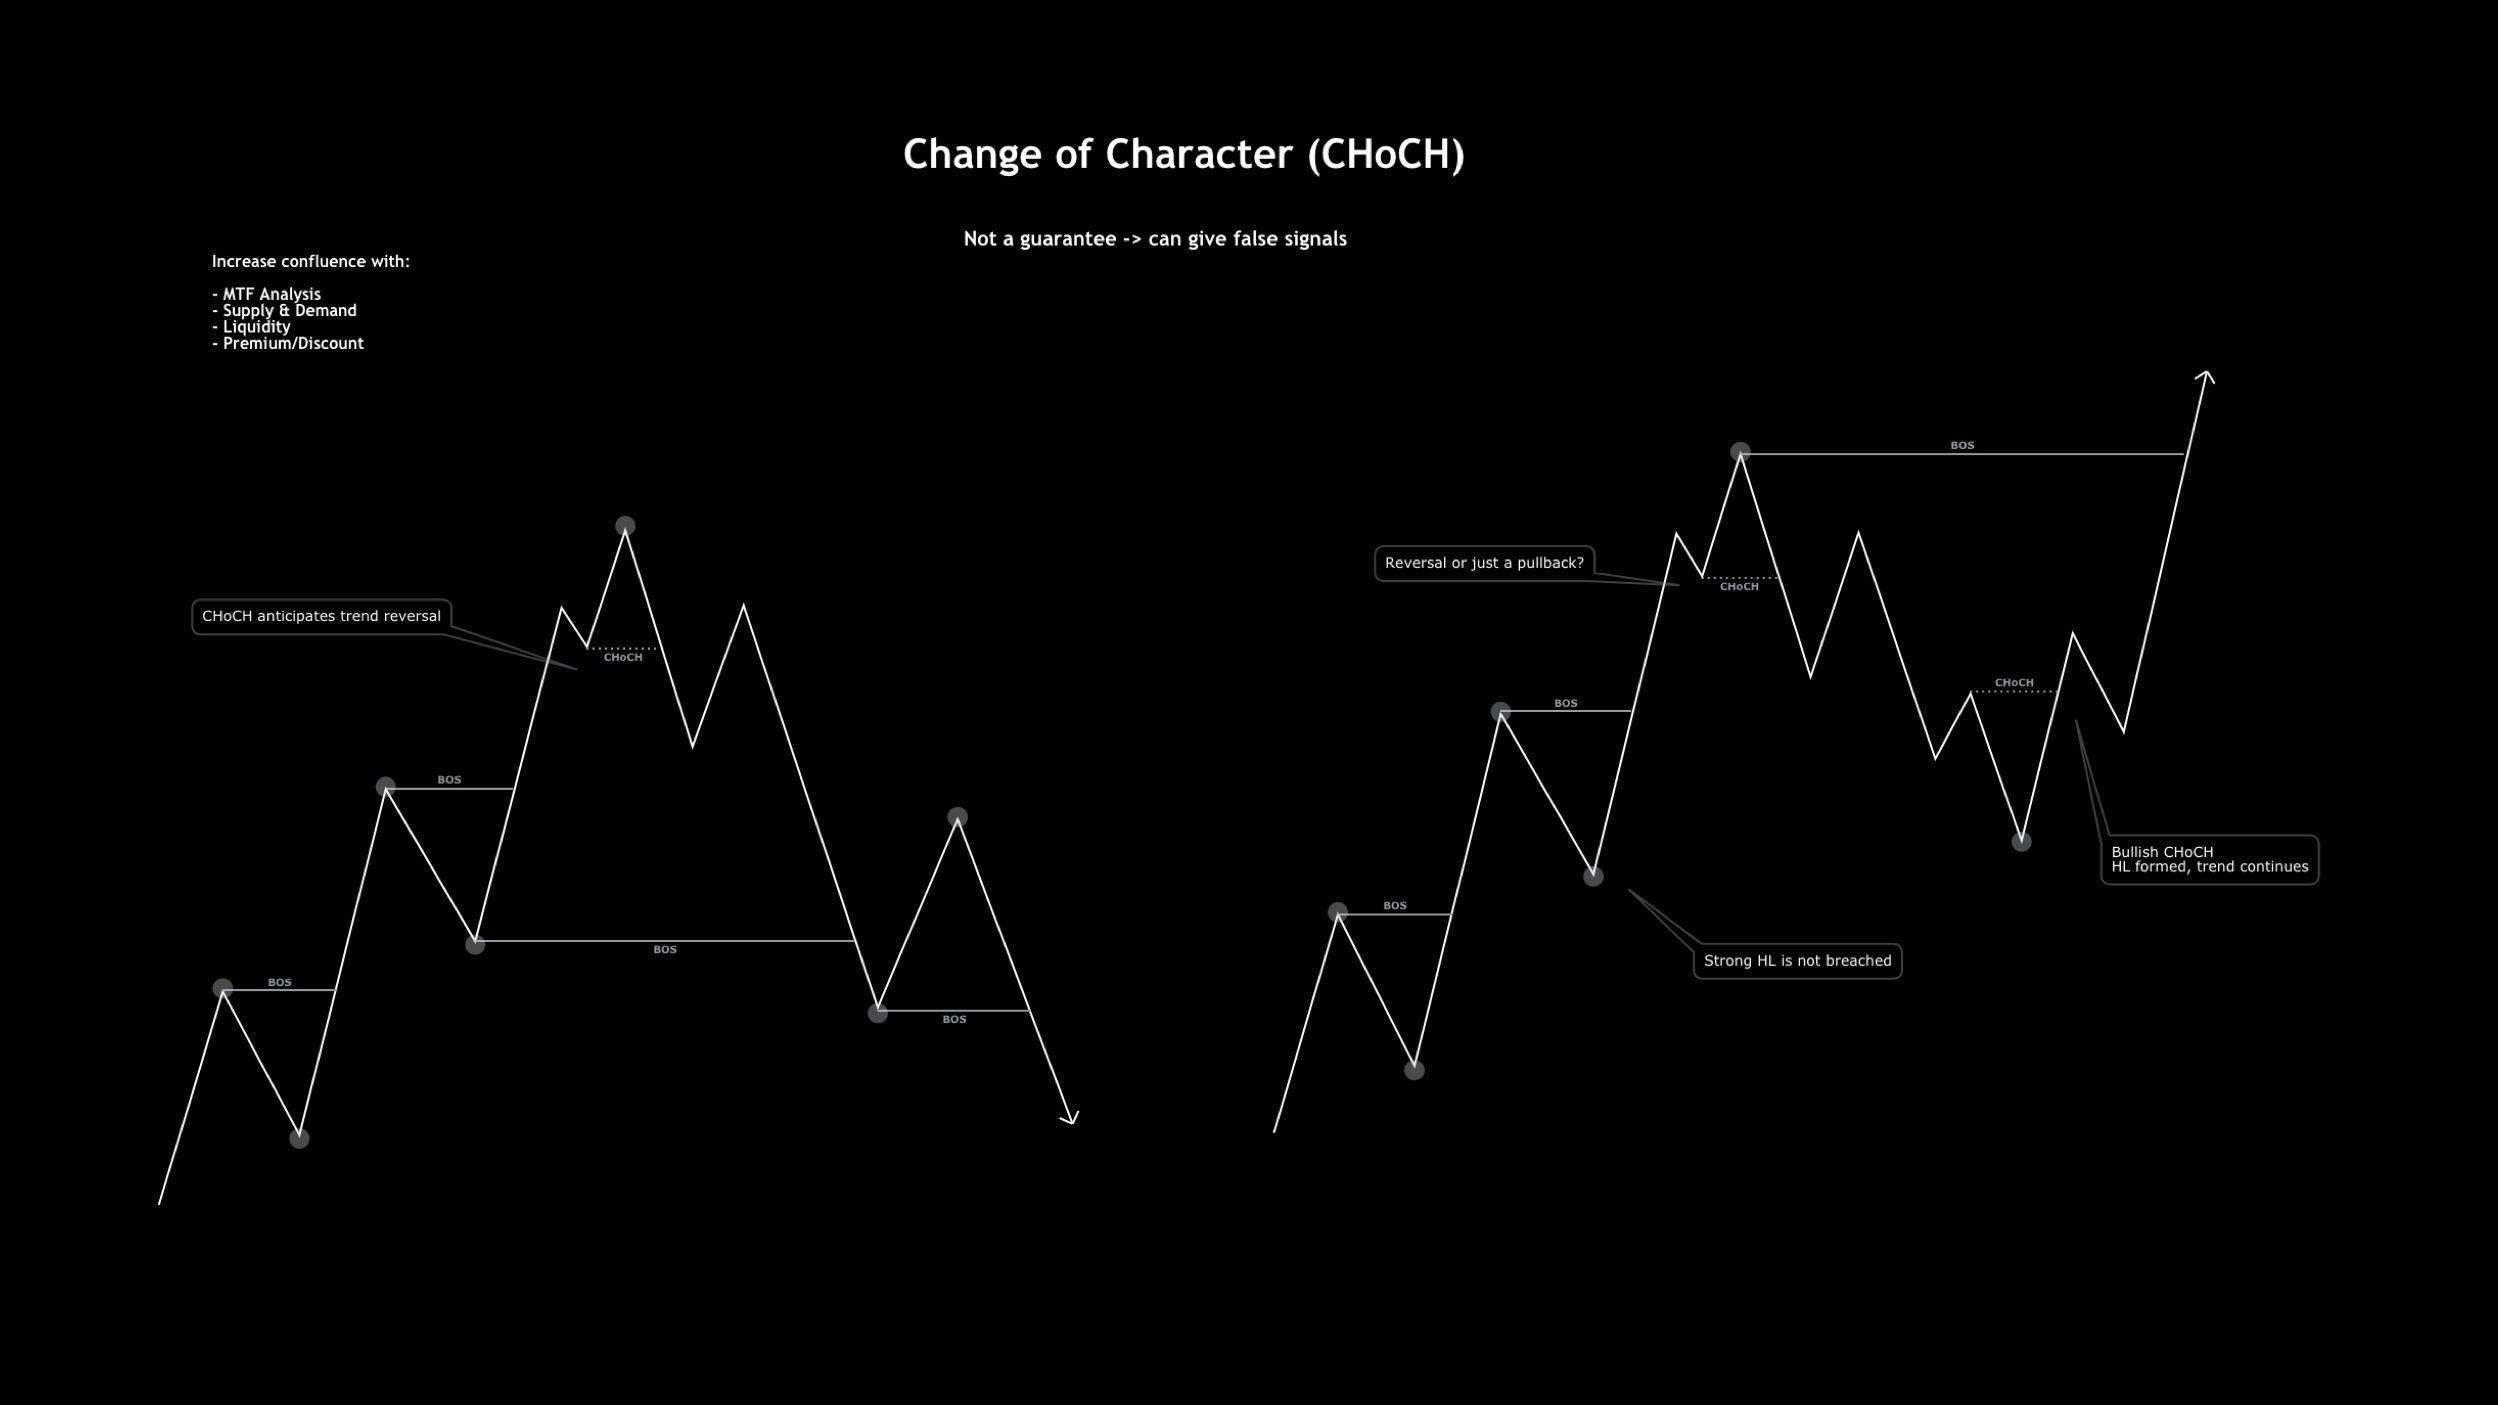 Change of Character (CHoCH)
Not a guarantee -> can give false signals
Increase confluence with:
- MTF Analysis
- Supply & Demand
- Liquidity
- Premium/Discount
CHoCH anticipates trend reversal
CHoCH
BOS
BOS
BOS
BOS
BOS
Reversal or just a pullback?
CHoCH
BOS
CHoCH
BOS
Bullish CHoCH
HL formed, trend continues
BOS
Strong HL is not breached